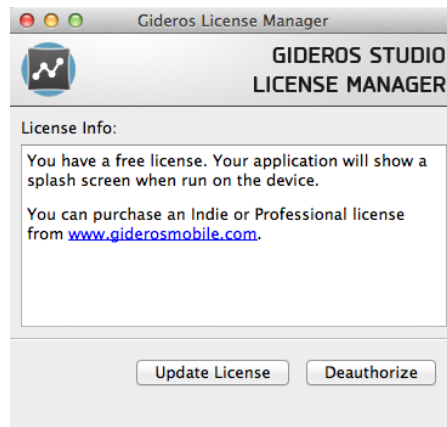 Gideros License Manager
GIDEROS STUDIO
LICENSE MANAGER
License Info:
You have a free license. Your application will show a
splash screen when run on the device.
You can purchase an Indie or Professional license
from www.giderosmobile.com.
Update License
Deauthorize